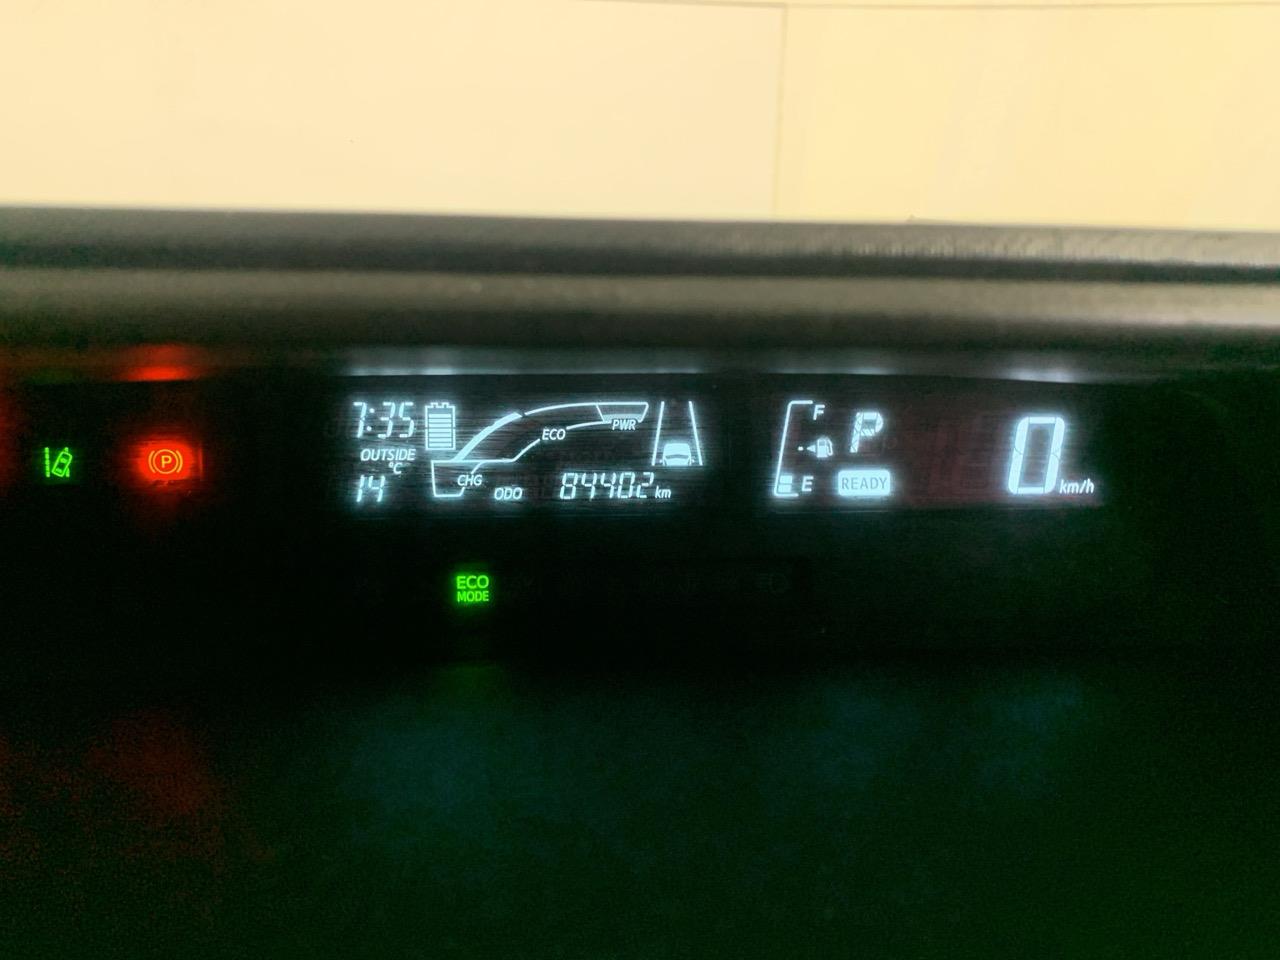 7:35
OUTSIDE
°C
14
ECO
PWR
CHG
ODO 84402 km
F
P
E
READY
0 km/h
(P)
ECO
MODE